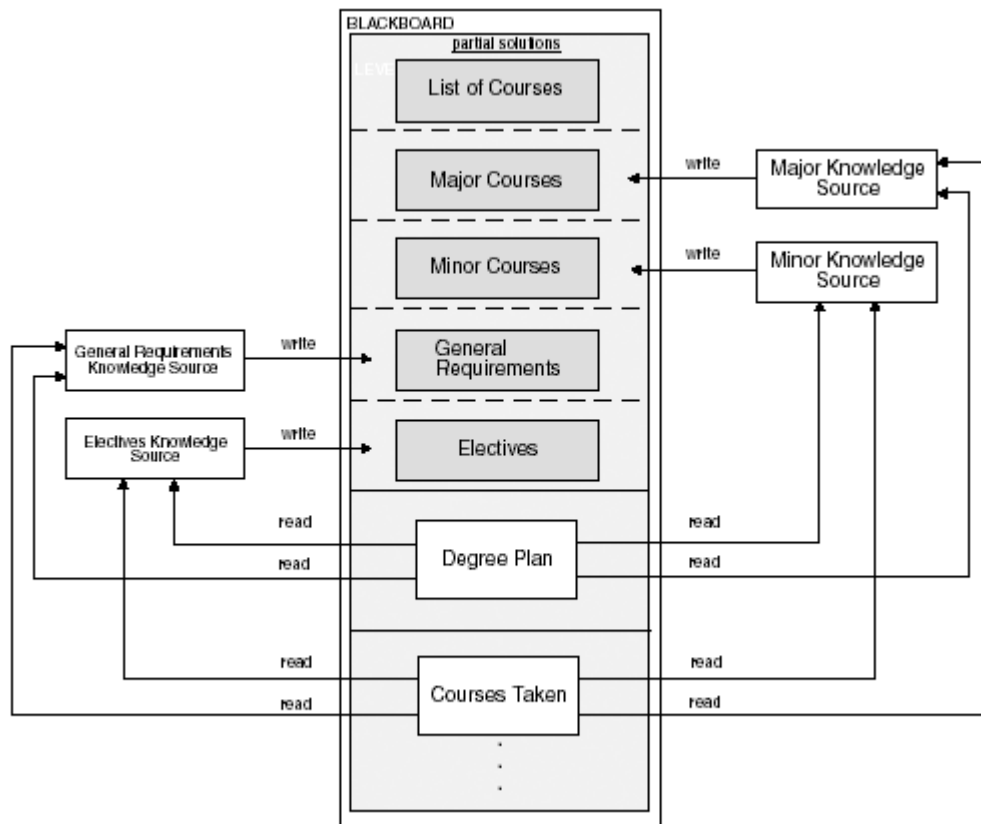 BLACKBOARD
partial solutions
LEVE
List of Courses
Major Courses
write
Major Knowledge
Source
Minor Courses
write
Minor Knowledge
Source
General Requirements
Knowledge Source
write
General
Requirements
Electives Knowledge
Source
write
Electives
read
Degree Plan
read
read
read
read
Courses Taken
read
read
read